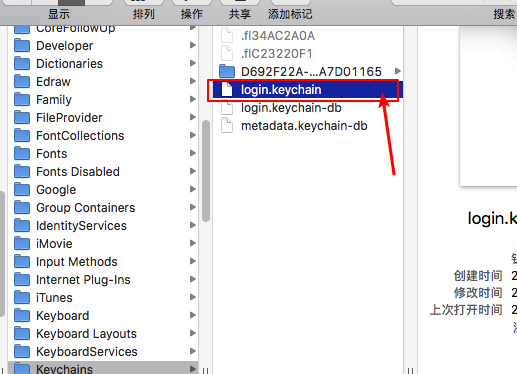 显示 排列 操作 共享 添加标记 搜索
CoreFollowUp
Developer
Dictionaries
Edraw
Family
FileProvider
FontCollections
Fonts
Fonts Disabled
Google
Group Containers
IdentityServices
iMovie
Input Methods
Internet Plug-Ins
iTunes
Keyboard
Keyboard Layouts
KeyboardServices
Keychains
.fl34AC2A0A
.flC23220F1
D692F22A-...A7D01165
login.keychain
login.keychain-db
metadata.keychain-db
login.k
创建时间 2
修改时间 2
上次打开时间 2